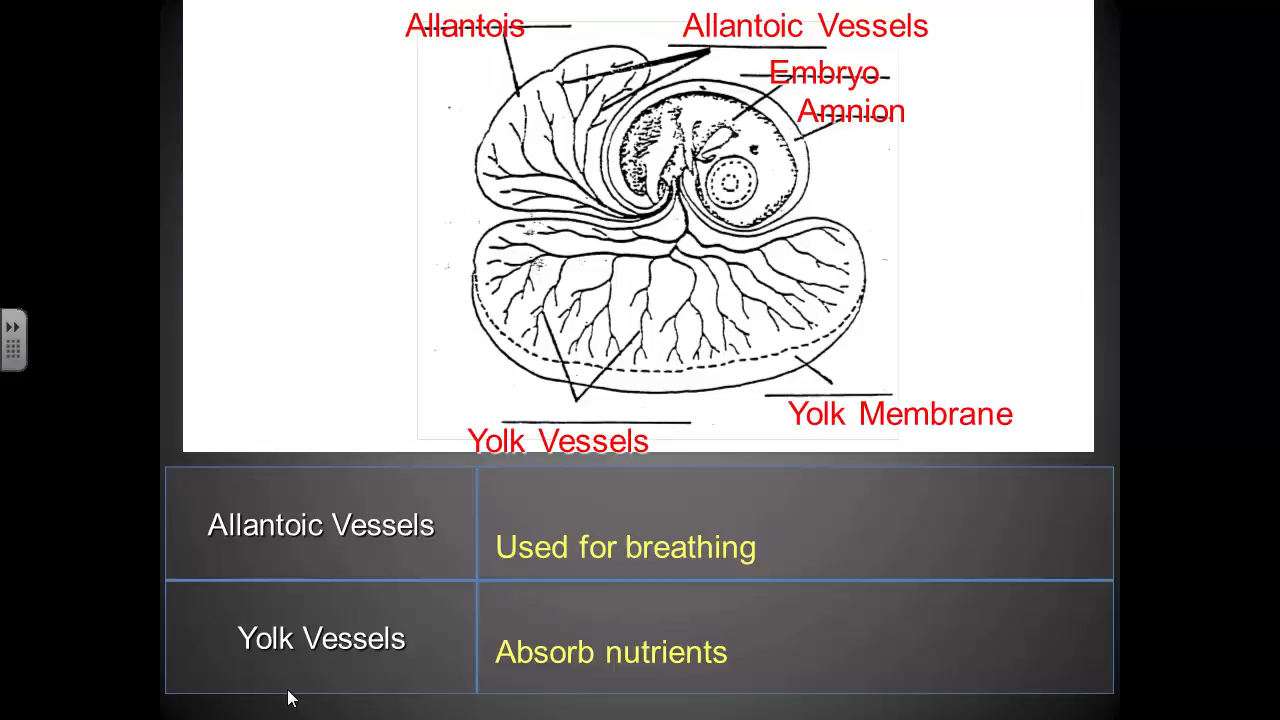 Allantois
Allantoic Vessels
Embryo
Amnion
Yolk Membrane
Yolk Vessels
Allantoic Vessels
Used for breathing
Yolk Vessels
Absorb nutrients